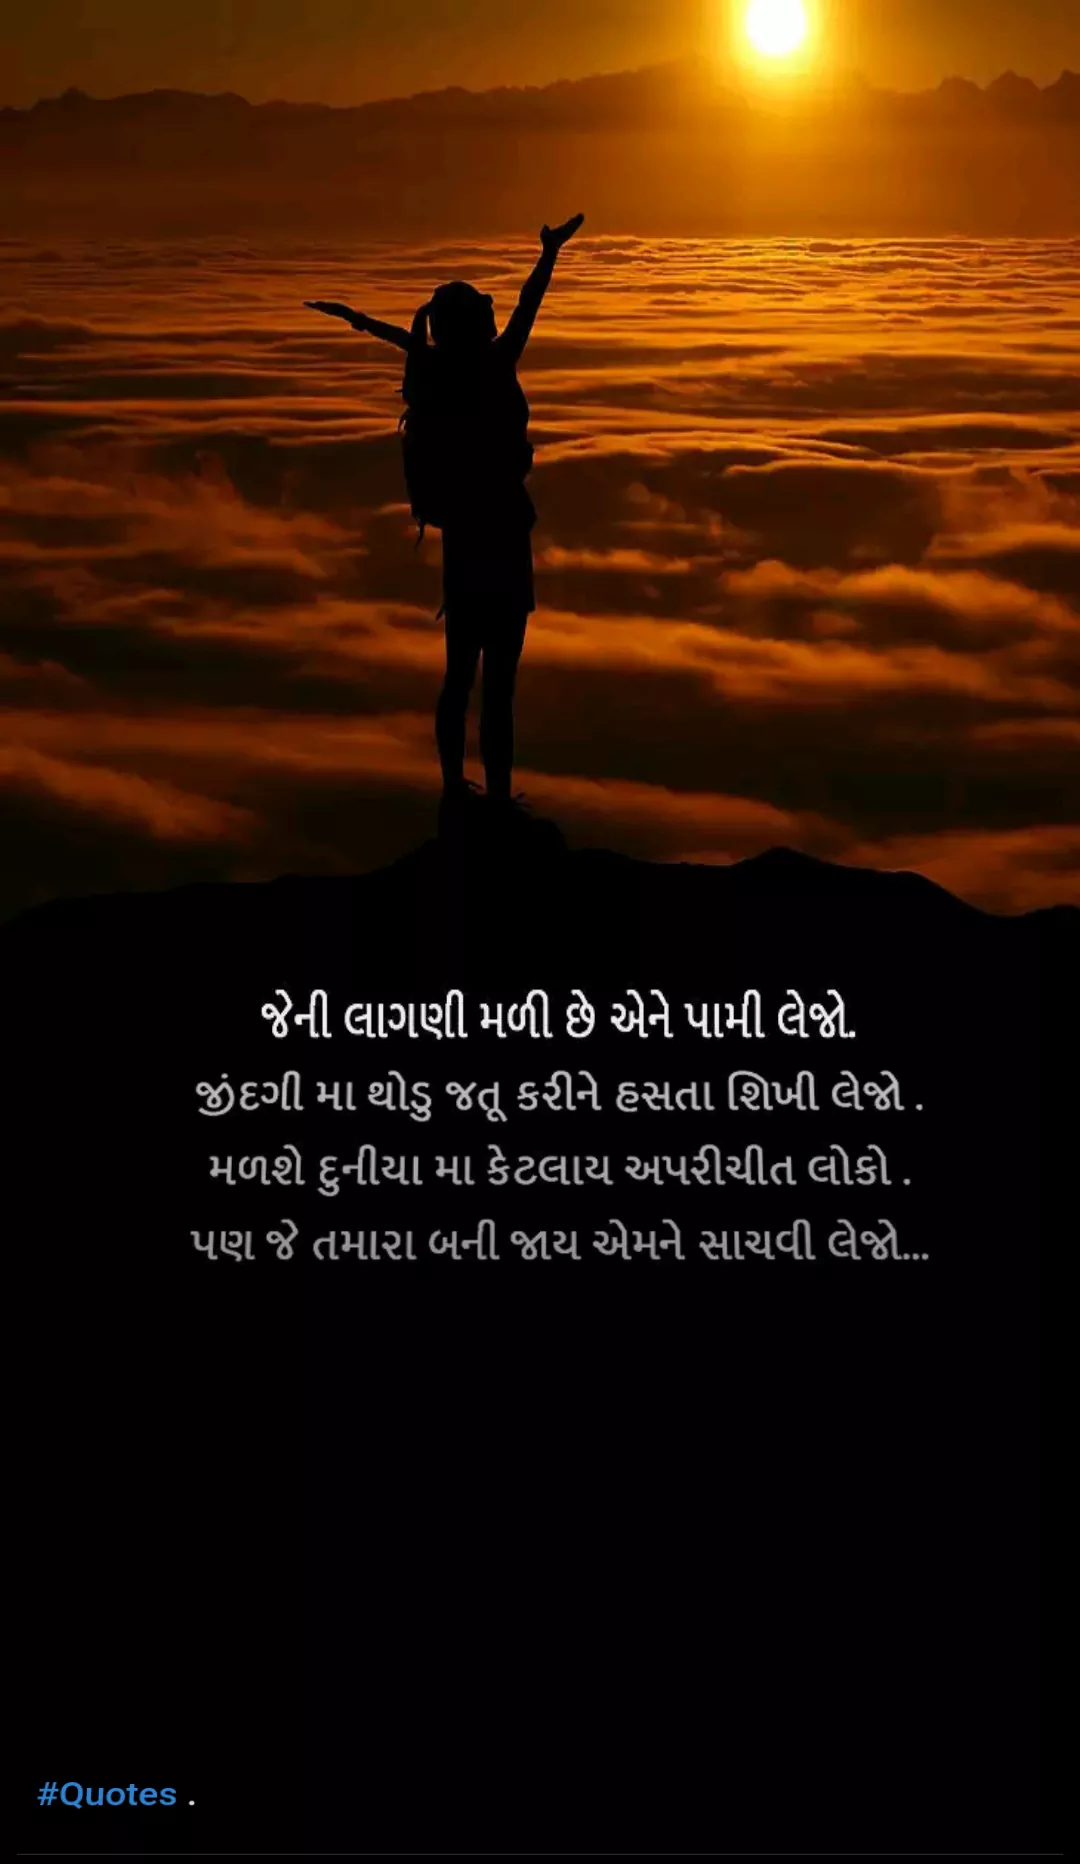 જેની લાગણી મળી છે એને પામી લેજો.
જીંદગી મા થોડુ જતૂ કરીને હસતા શિખી લેજો .
મળશે દુનીયા મા કેટલાય અપરીચીત લોકો .
પણ જે તમારા બની જાય એમને સાચવી લેજો...
#Quotes .